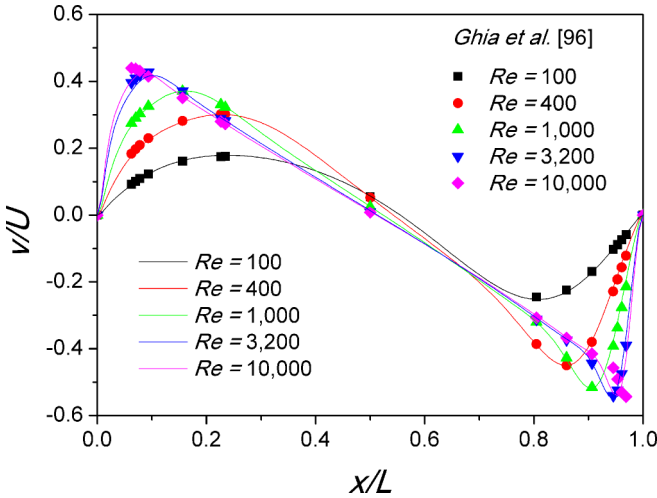 Ghia et al. [96]
Re = 100
Re = 400
Re = 1,000
Re = 3,200
Re = 10,000
Re = 100
Re = 400
Re = 1,000
Re = 3,200
Re = 10,000
0.6
0.4
0.2
0.0
-0.2
-0.4
-0.6
v/U
0.0
0.2
0.4
0.6
0.8
1.0
x/L